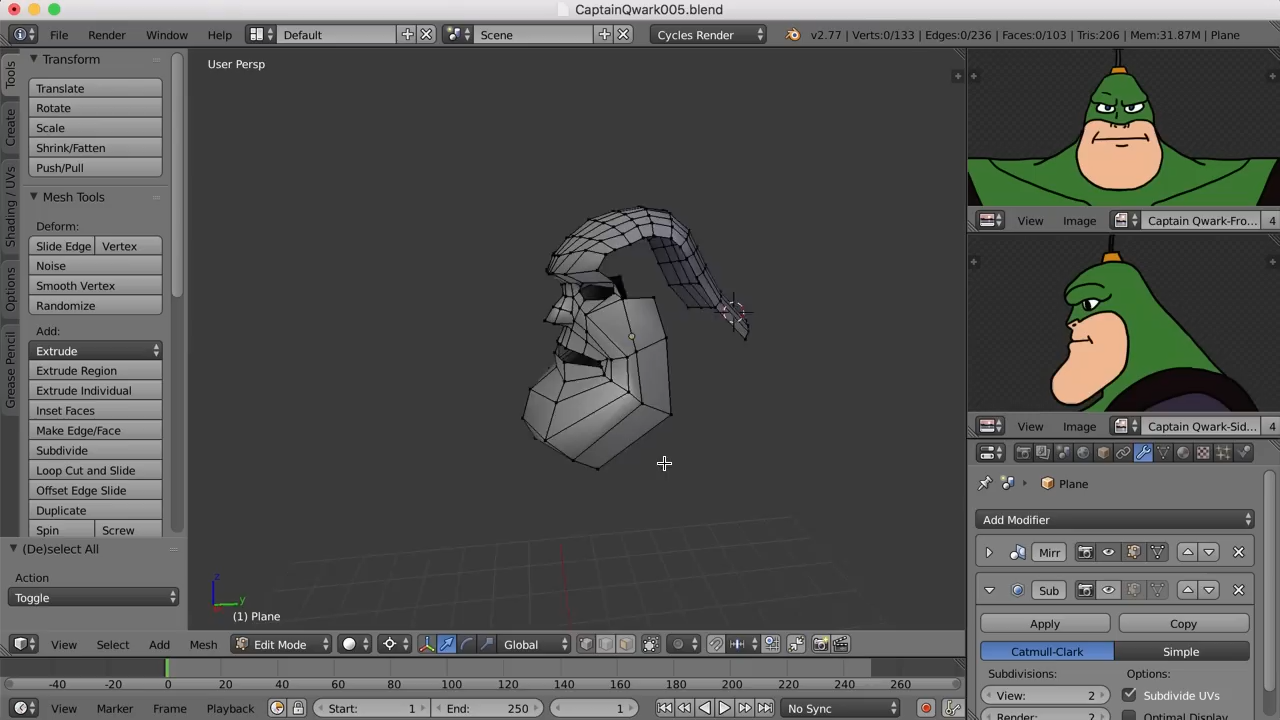 CaptainQwark005.blend
File Render Window Help Default Scene Cycles Render v2.77 | Verts:0/133 | Edges:0/236 | Faces:0/103 | Tris:206 | Mem:31.87M | Plane
Tools
Create
Shading / UVs
Options
Grease Pencil
Transform
Translate
Rotate
Scale
Shrink/Fatten
Push/Pull
Mesh Tools
Deform:
Slide Edge Vertex
Noise
Smooth Vertex
Randomize
Add:
Extrude
Extrude Region
Extrude Individual
Inset Faces
Make Edge/Face
Subdivide
Loop Cut and Slide
Offset Edge Slide
Duplicate
Spin Screw
(De)select All
Action
Toggle
User Persp
z
y
(1) Plane
View Select Mesh Edit Mode Global
View Image Captain Qwark-Fro... 4
View Image Captain Qwark-Sid... 4
Plane
Add Modifier
Mirr
Sub
Apply Copy
Catmull-Clark Simple
Subdivisions: Options:
View: 2 Subdivide UVs
Render: 2 Optimal Display
-40 -20 0 20 40 60 80 100 120 140 160 180 200 220 240 260
View Marker Frame Playback Start: 1 End: 250 1 No Sync